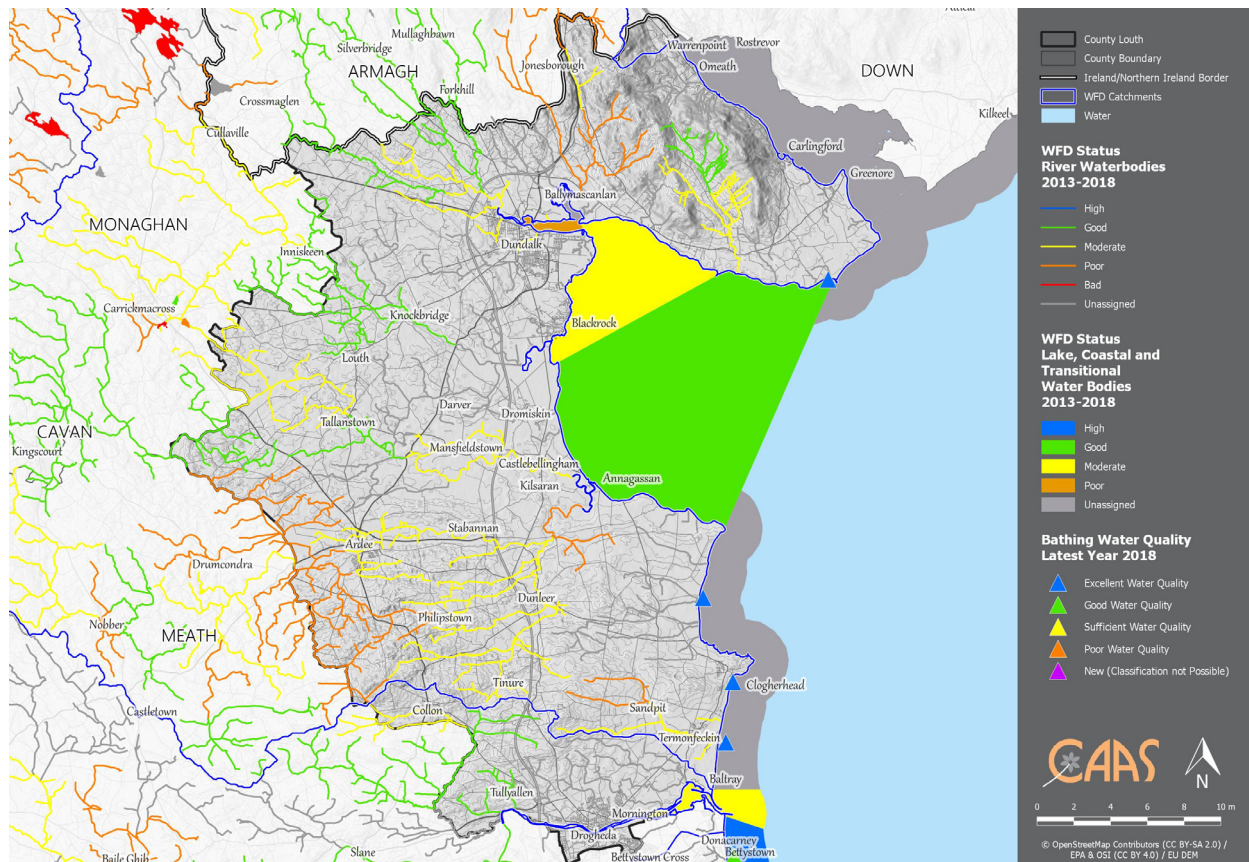 Attical
Mullaghbawn
Warrenpoint
Rostrevor
Silverbridge
Omeath
Jonesborough
ARMAGH
DOWN
Forkhill
Crossmaglen
Kilkeel
Cullaville
Carlingford
Greenore
Ballymascanlan
MONAGHAN
Dundalk
Inniskeen
Carrickmacross
Knockbridge
Blackrock
Louth
Darver
Dromiskin
Tallanstown
CAVAN
Mansfieldstown
Kingscourt
Castlebellingham
Kilsaran
Annagassan
Stabannan
Ardee
Drumcondra
Dunleer
Nobber
Philipstown
MEATH
Tinure
Clogherhead
Castletown
Collon
Sandpit
Termonfeckin
Baltray
Tullyallen
Mornington
Drogheda
Donacarney
Slane
Bettystown Cross
Bettystown
Baile Ghib
County Louth
County Boundary
Ireland/Northern Ireland Border
WFD Catchments
Water
WFD Status
River Waterbodies
2013-2018
High
Good
Moderate
Poor
Bad
Unassigned
WFD Status
Lake, Coastal and
Transitional
Water Bodies
2013-2018
High
Good
Moderate
Poor
Unassigned
Bathing Water Quality
Latest Year 2018
Excellent Water Quality
Good Water Quality
Sufficient Water Quality
Poor Water Quality
New (Classification not Possible)
CAAS
N
0 2 4 6 8 10 m
© OpenStreetMap Contributors (CC BY-SA 2.0) /
EPA & OSI (CC BY 4.0) / EU DEM